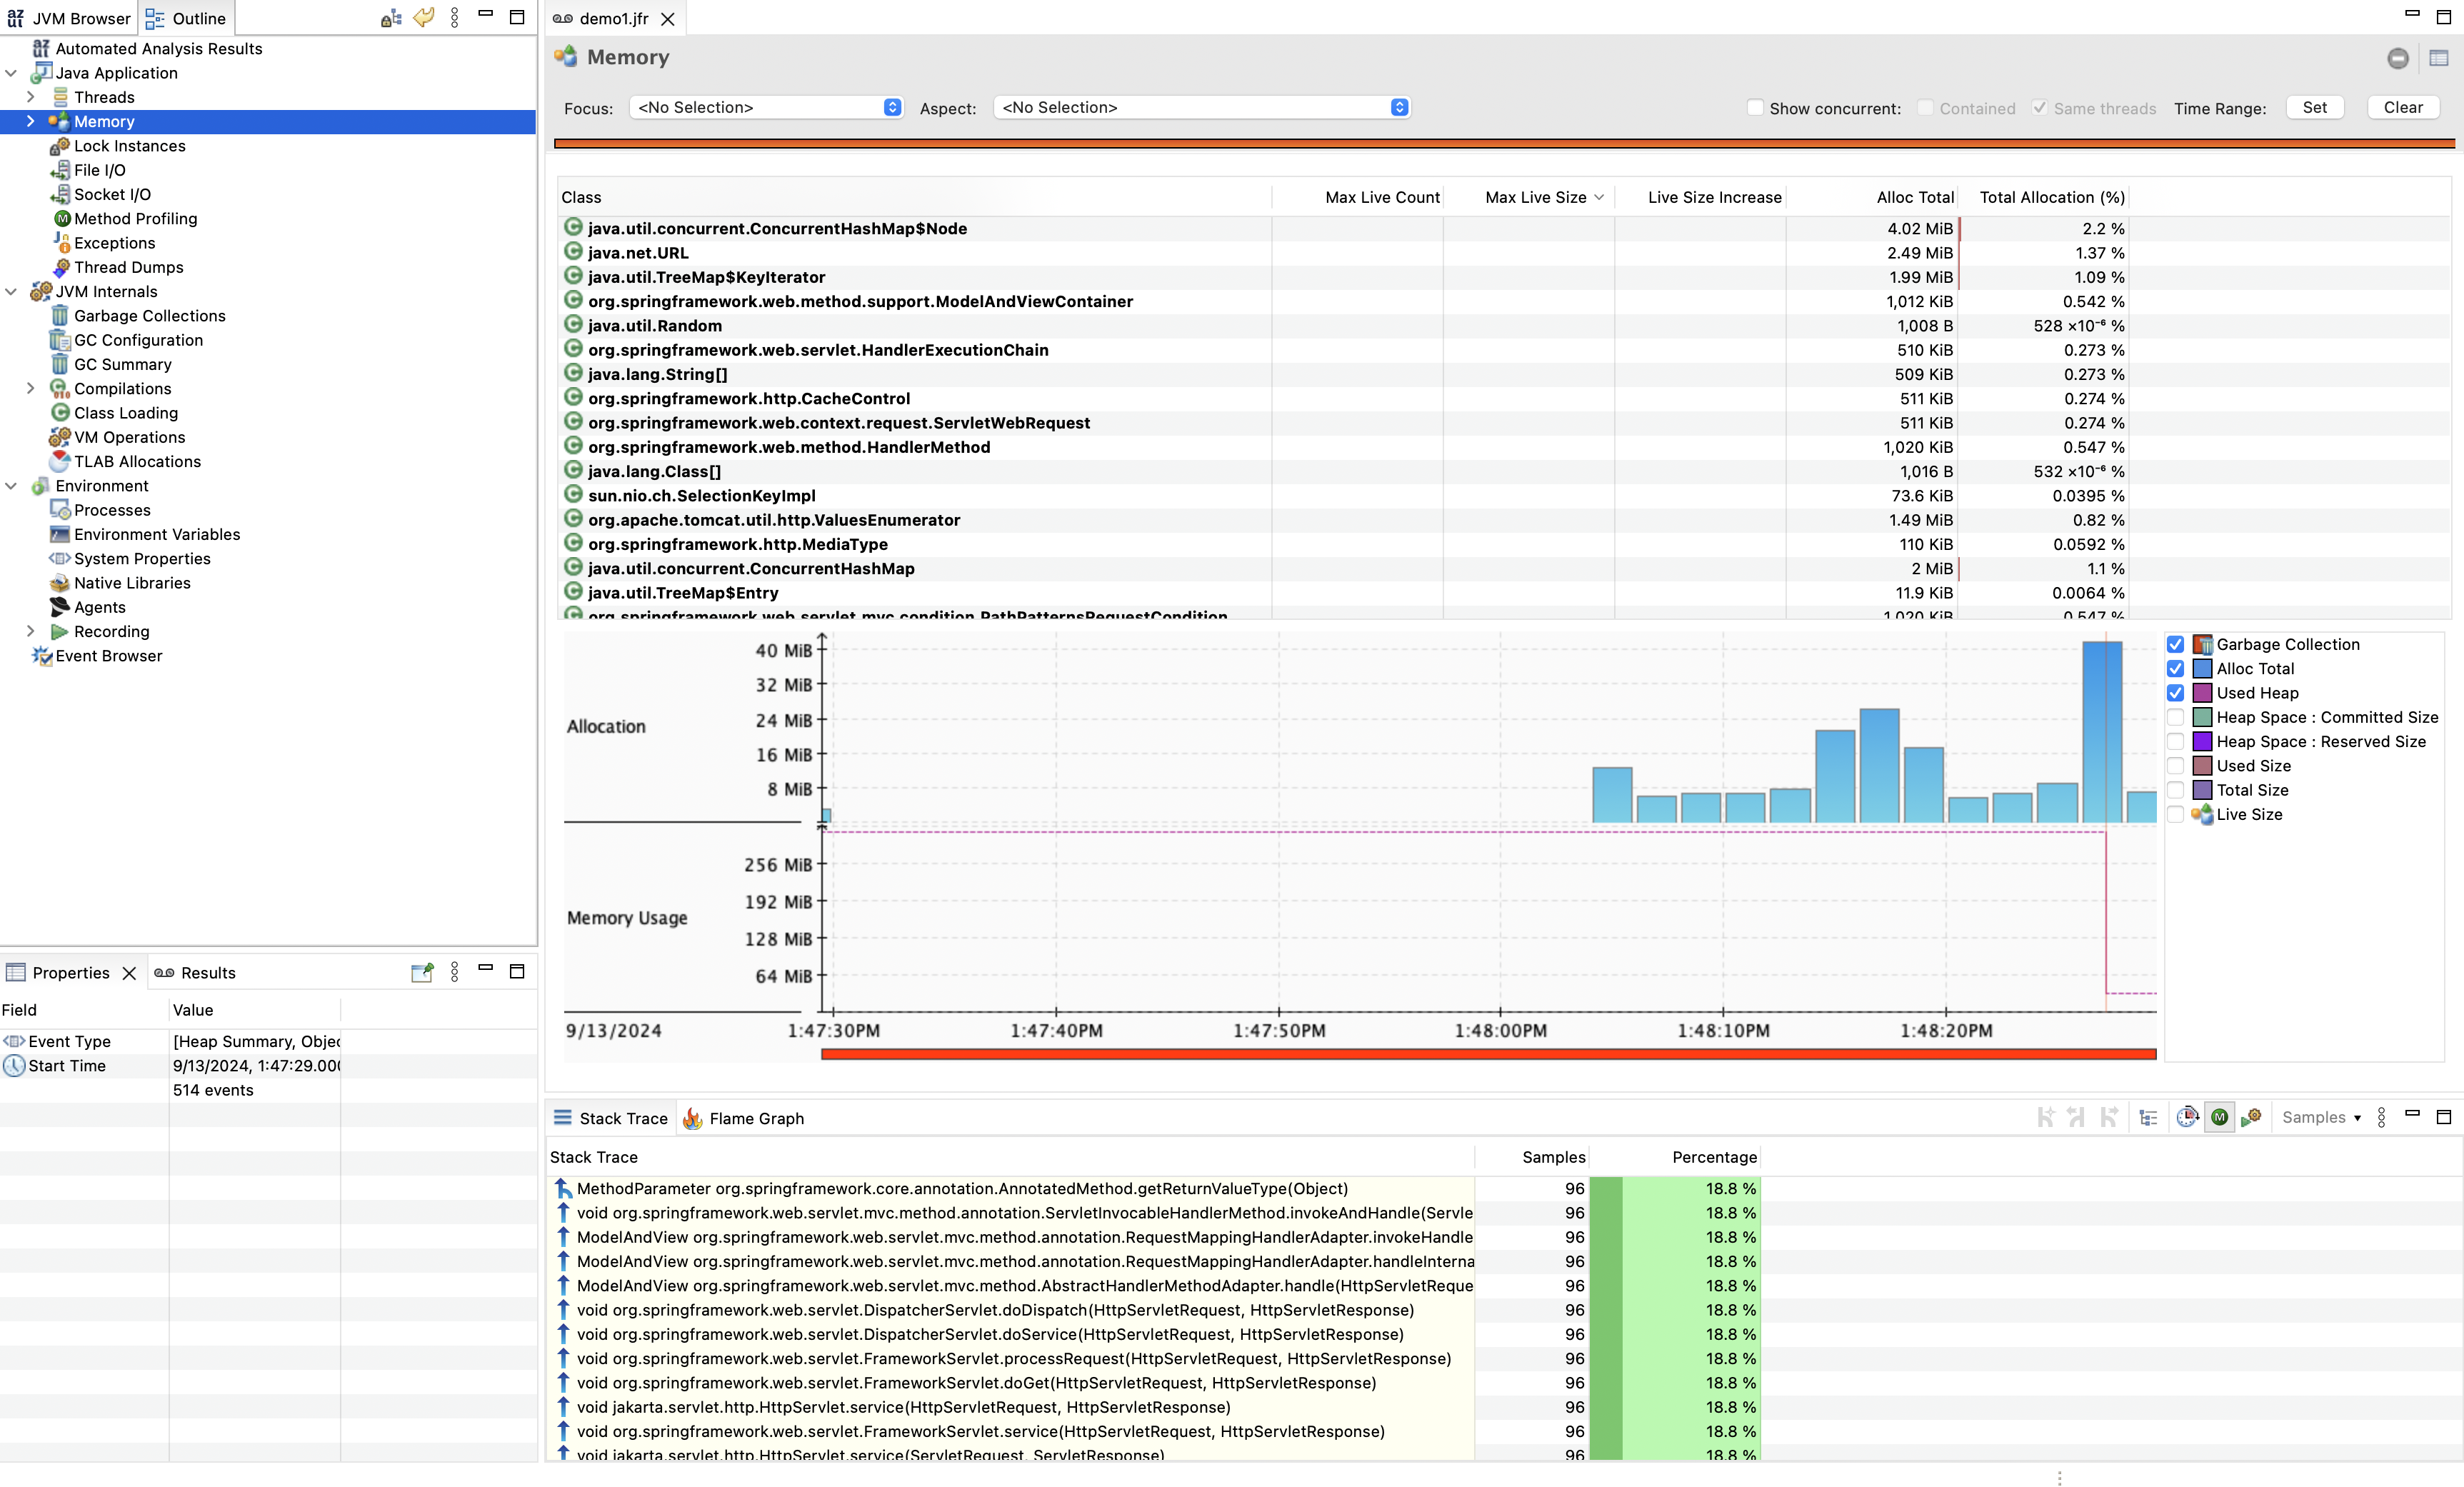 JVM Browser
Outline
Automated Analysis Results
Java Application
Threads
Memory
Lock Instances
File I/O
Socket I/O
Method Profiling
Exceptions
Thread Dumps
JVM Internals
Garbage Collections
GC Configuration
GC Summary
Compilations
Class Loading
VM Operations
TLAB Allocations
Environment
Processes
Environment Variables
System Properties
Native Libraries
Agents
Recording
Event Browser
Properties
Results
Field Value
Event Type [Heap Summary, Objec
Start Time 9/13/2024, 1:47:29.000
514 events
demo1.jfr
Memory
Focus: <No Selection> Aspect: <No Selection> Show concurrent: Contained Same threads Time Range: Set Clear
Class Max Live Count Max Live Size Live Size Increase Alloc Total Total Allocation (%)
java.util.concurrent.ConcurrentHashMap$Node 4.02 MiB 2.2 %
java.net.URL 2.49 MiB 1.37 %
java.util.TreeMap$KeyIterator 1.99 MiB 1.09 %
org.springframework.web.method.support.ModelAndViewContainer 1,012 KiB 0.542 %
java.util.Random 1,008 B 528 ×10⁻⁶ %
org.springframework.web.servlet.HandlerExecutionChain 510 KiB 0.273 %
java.lang.String[] 509 KiB 0.273 %
org.springframework.http.CacheControl 511 KiB 0.274 %
org.springframework.web.context.request.ServletWebRequest 511 KiB 0.274 %
org.springframework.web.method.HandlerMethod 1,020 KiB 0.547 %
java.lang.Class[] 1,016 B 532 ×10⁻⁶ %
sun.nio.ch.SelectionKeyImpl 73.6 KiB 0.0395 %
org.apache.tomcat.util.http.ValuesEnumerator 1.49 MiB 0.82 %
org.springframework.http.MediaType 110 KiB 0.0592 %
java.util.concurrent.ConcurrentHashMap 2 MiB 1.1 %
java.util.TreeMap$Entry 11.9 KiB 0.0064 %
org.springframework.web.servlet.mvc.condition.PathPatternsRequestCondition 1,020 KiB 0.547 %
40 MiB
32 MiB
24 MiB
Allocation
16 MiB
8 MiB
256 MiB
192 MiB
Memory Usage
128 MiB
64 MiB
9/13/2024 1:47:30PM 1:47:40PM 1:47:50PM 1:48:00PM 1:48:10PM 1:48:20PM
Garbage Collection
Alloc Total
Used Heap
Heap Space : Committed Size
Heap Space : Reserved Size
Used Size
Total Size
Live Size
Stack Trace
Flame Graph
Samples
Stack Trace Samples Percentage
MethodParameter org.springframework.core.annotation.AnnotatedMethod.getReturnValueType(Object) 96 18.8 %
void org.springframework.web.servlet.mvc.method.annotation.ServletInvocableHandlerMethod.invokeAndHandle(Servle 96 18.8 %
ModelAndView org.springframework.web.servlet.mvc.method.annotation.RequestMappingHandlerAdapter.invokeHandle 96 18.8 %
ModelAndView org.springframework.web.servlet.mvc.method.annotation.RequestMappingHandlerAdapter.handleInterna 96 18.8 %
ModelAndView org.springframework.web.servlet.mvc.method.AbstractHandlerMethodAdapter.handle(HttpServletReque 96 18.8 %
void org.springframework.web.servlet.DispatcherServlet.doDispatch(HttpServletRequest, HttpServletResponse) 96 18.8 %
void org.springframework.web.servlet.DispatcherServlet.doService(HttpServletRequest, HttpServletResponse) 96 18.8 %
void org.springframework.web.servlet.FrameworkServlet.processRequest(HttpServletRequest, HttpServletResponse) 96 18.8 %
void org.springframework.web.servlet.FrameworkServlet.doGet(HttpServletRequest, HttpServletResponse) 96 18.8 %
void jakarta.servlet.http.HttpServlet.service(HttpServletRequest, HttpServletResponse) 96 18.8 %
void org.springframework.web.servlet.FrameworkServlet.service(HttpServletRequest, HttpServletResponse) 96 18.8 %
void jakarta.servlet.http.HttpServlet.service(ServletRequest, ServletResponse) 96 18.8 %